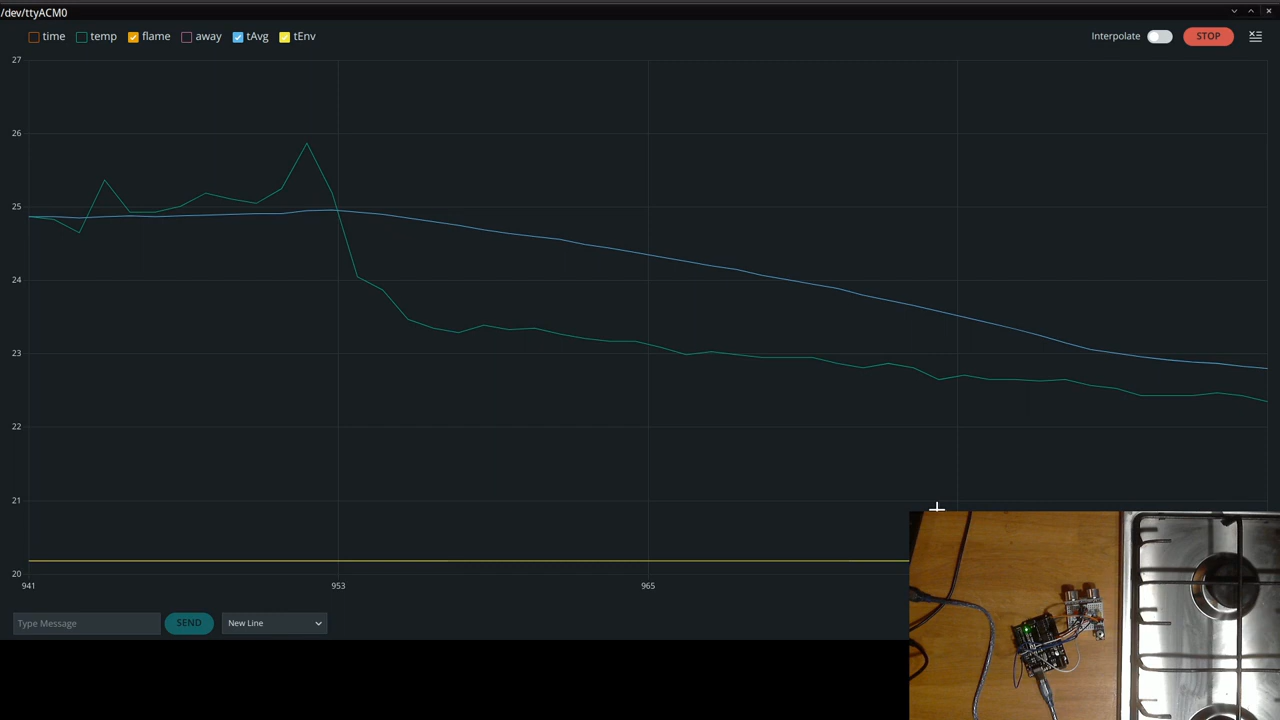 /dev/ttyACM0
time temp flame away tAvg tEnv Interpolate STOP
27
26
25
24
23
22
21
20
941 953 965
Type Message SEND New Line